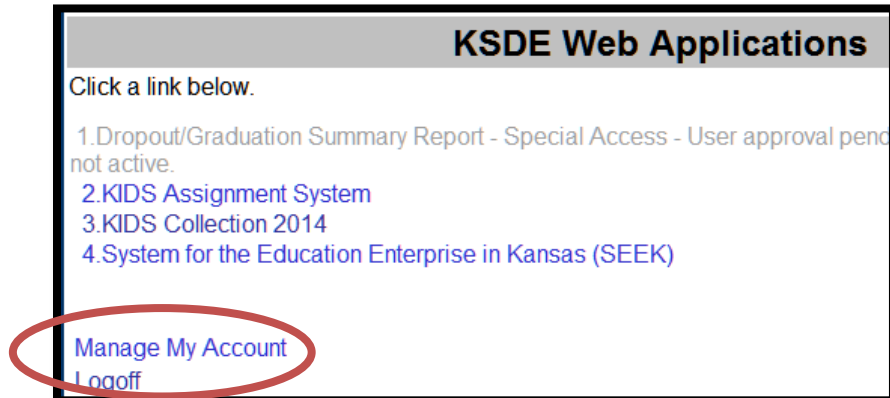 KSDE Web Applications
Click a link below.
1.Dropout/Graduation Summary Report - Special Access - User approval
not active.
2.KIDS Assignment System
3.KIDS Collection 2014
4.System for the Education Enterprise in Kansas (SEEK)
Manage My Account
Logoff